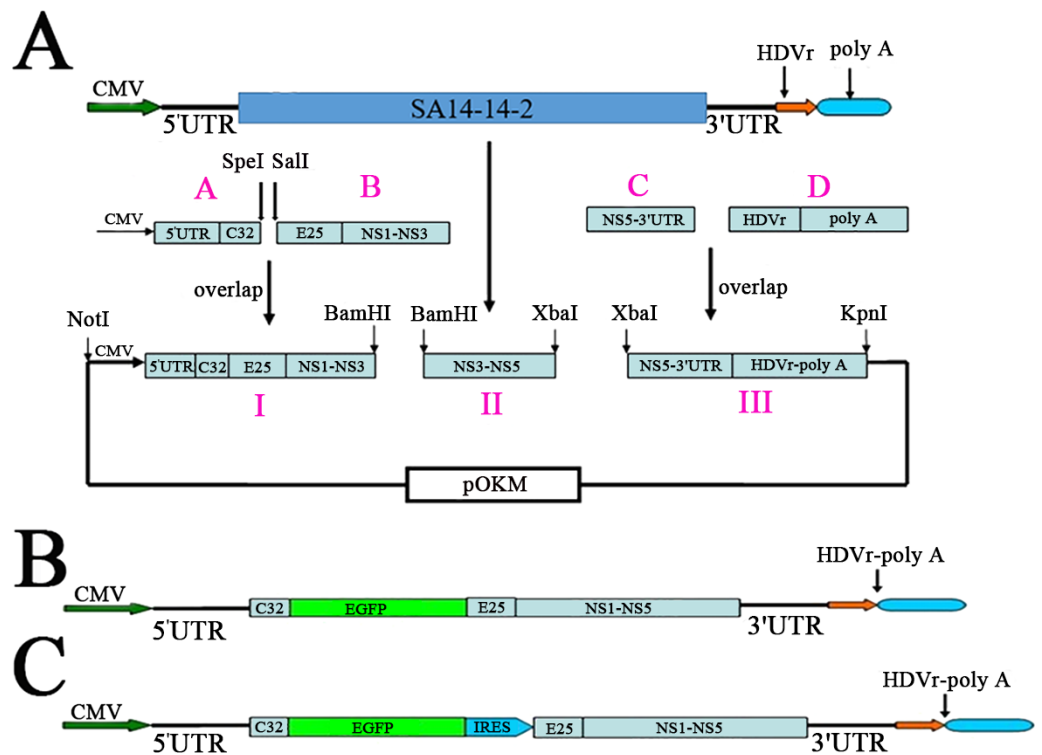 A
CMV
5'UTR
SA14-14-2
3'UTR
HDVr
poly A
SpeI SalI
A
B
C
D
CMV
5'UTR C32
E25 NS1-NS3
NS5-3'UTR
HDVr poly A
overlap
overlap
NotI
BamHI
BamHI
XbaI
XbaI
KpnI
CMV
5'UTR C32 E25 NS1-NS3
NS3-NS5
NS5-3'UTR HDVr-poly A
I
II
III
pOKM
B
CMV
5'UTR
C32 EGFP E25 NS1-NS5
3'UTR
HDVr-poly A
C
CMV
5'UTR
C32 EGFP IRES E25 NS1-NS5
3'UTR
HDVr-poly A